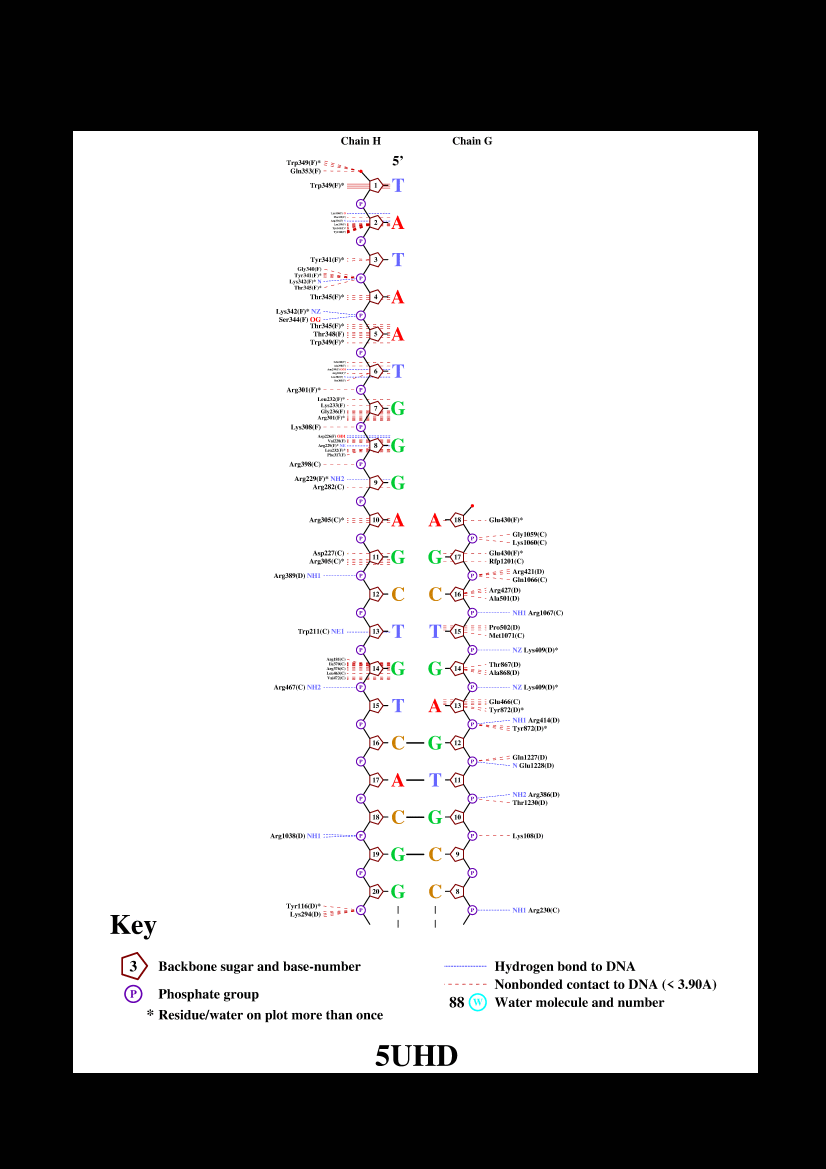 Chain H Chain G
5’
Trp349(F)*
Gln353(F)
Trp349(F)* 1 T
P
2 A
P
Tyr341(F)* 3 T
Gly340(F)
Tyr341(F)*
Lys342(F)* N P
Thr345(F)*
Thr345(F)* 4 A
Lys342(F)* NZ P
Ser344(F) OG
Thr345(F)*
Thr348(F) 5 A
Trp349(F)*
P
6 T
Arg301(F)* P
Leu232(F)*
Lys233(F)
Gly236(F) 7 G
Arg301(F)*
Lys308(F) P
8 G
Arg398(C) P
Arg229(F)* NH2 9 G
Arg282(C)
P
Arg305(C)* 10 A A 18 Glu430(F)*
P P Gly1059(C)
Lys1060(C)
Asp227(C) 11 G G 17 Glu430(F)*
Arg305(C)* Rfp1201(C)
Arg389(D) NH1 P P Arg421(D)
Gln1066(C)
12 C C 16 Arg427(D)
Ala501(D)
P P NH1 Arg1067(C)
Trp211(C) NE1 13 T T 15 Pro502(D)
Met1071(C)
P P NZ Lys409(D)*
14 G G 14 Thr867(D)
Ala868(D)
Arg467(C) NH2 P P NZ Lys409(D)*
15 T A 13 Glu466(C)
Tyr872(D)*
P P NH1 Arg414(D)
Tyr872(D)*
16 C G 12
P P Gln1227(D)
N Glu1228(D)
17 A T 11
P P NH2 Arg386(D)
Thr1230(D)
18 C G 10
Arg1038(D) NH1 P P Lys108(D)
19 G C 9
P P
20 G C 8
Tyr116(D)* P P NH1 Arg230(C)
Lys294(D)
Key
3 Backbone sugar and base-number
P Phosphate group
* Residue/water on plot more than once
Hydrogen bond to DNA
Nonbonded contact to DNA (< 3.90A)
88 W Water molecule and number
5UHD